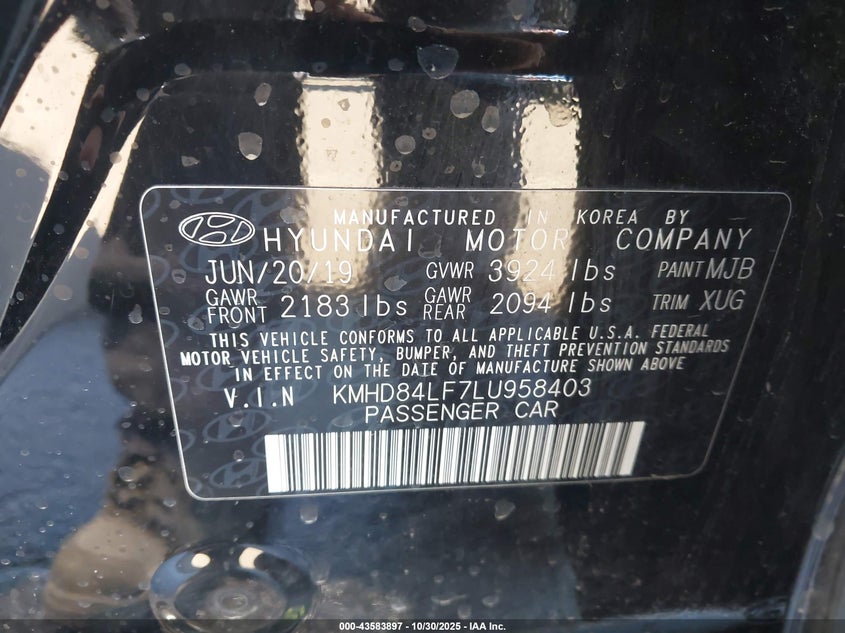 MANUFACTURED IN KOREA BY
HYUNDAI MOTOR COMPANY
JUN/20/19 GVWR 3924 lbs PAINT MJB
GAWR FRONT 2183 lbs GAWR REAR 2094 lbs TRIM XUG
THIS VEHICLE CONFORMS TO ALL APPLICABLE U.S.A. FEDERAL
MOTOR VEHICLE SAFETY, BUMPER, AND THEFT PREVENTION STANDARDS
IN EFFECT ON THE DATE OF MANUFACTURE SHOWN ABOVE
V.I.N KMHD84LF7LU958403
PASSENGER CAR
000-43583897 - 10/30/2025 - IAA Inc.